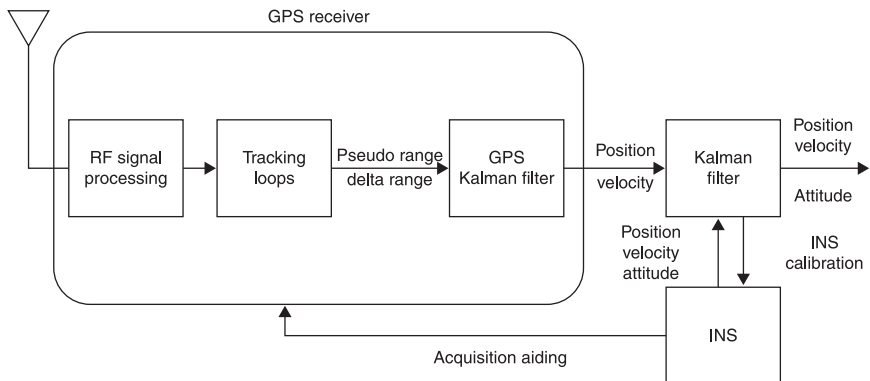 GPS receiver
RF signal
processing
Tracking
loops
Pseudo range
delta range
GPS
Kalman filter
Position
velocity
Kalman
filter
Position
velocity
Attitude
Position
velocity
attitude
INS
calibration
INS
Acquisition aiding